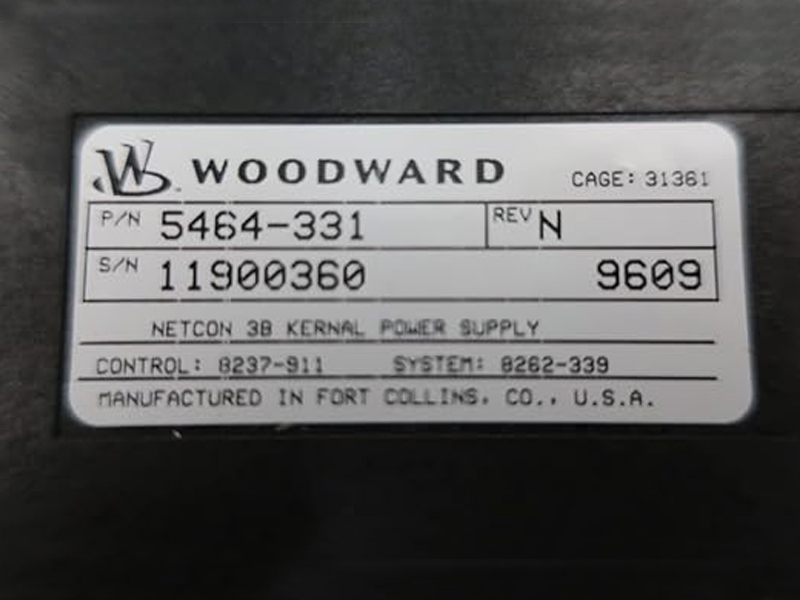 W WOODWARD CAGE: 31361
P/N 5464-331 REV N
S/N 11900360 9609
NETCON 3B KERNAL POWER SUPPLY
CONTROL: 8237-911 SYSTEM: 8262-339
MANUFACTURED IN FORT COLLINS, CO., U.S.A.